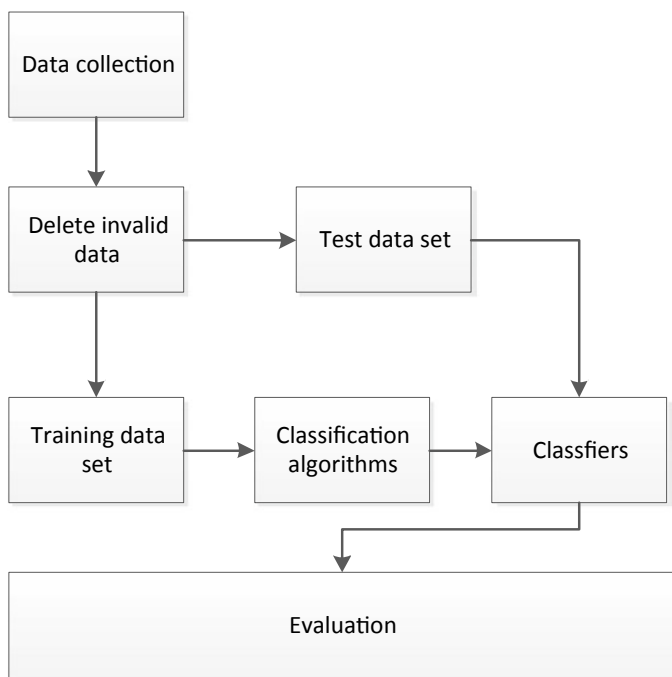 Data collection
Delete invalid
data
Test data set
Training data
set
Classification
algorithms
Classfiers
Evaluation